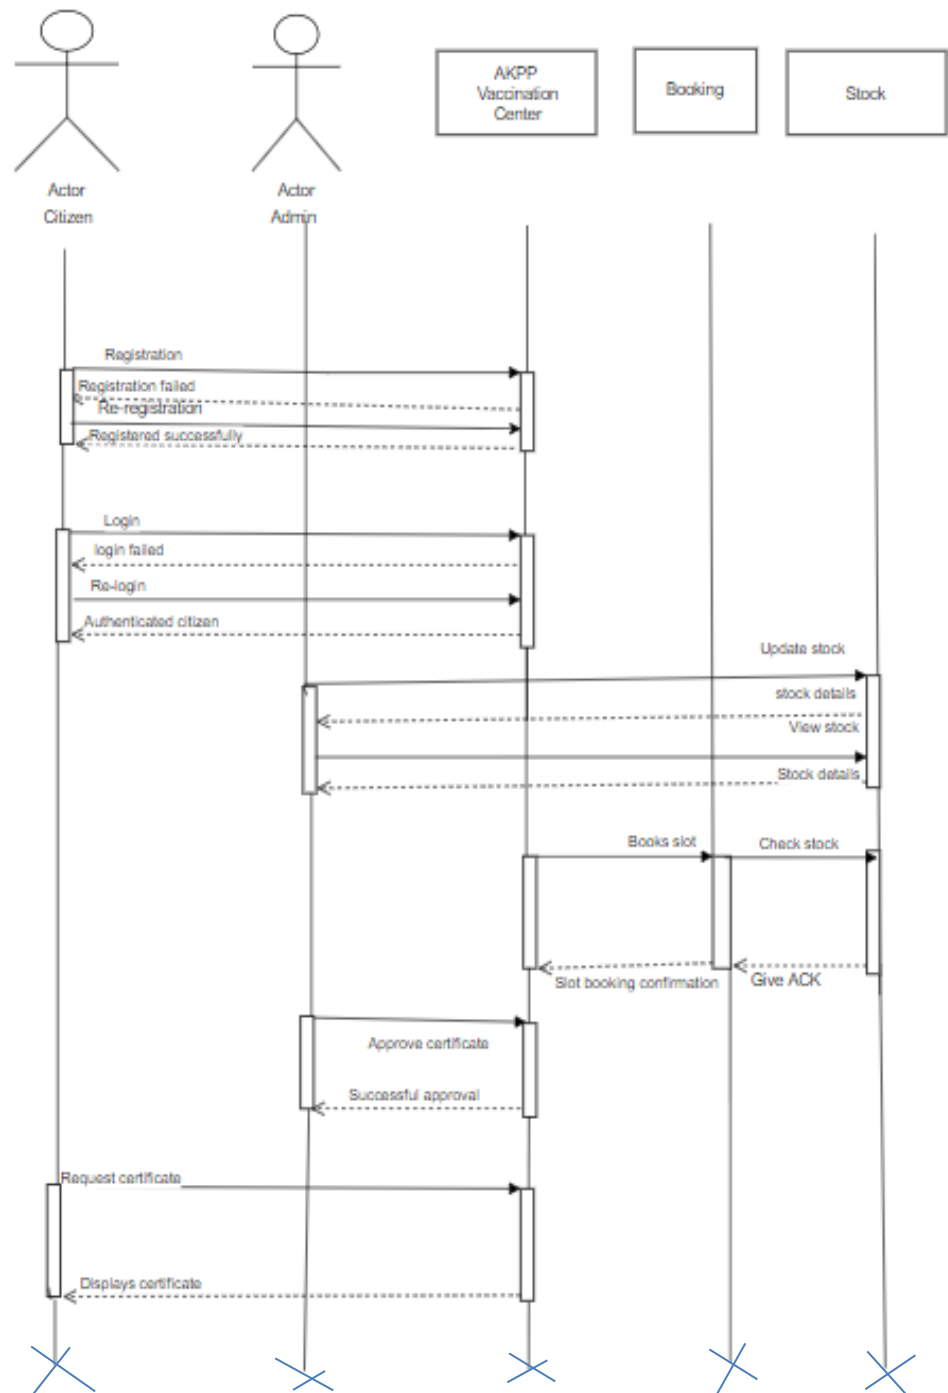 Actor
Citizen
Actor
Admin
AKPP
Vaccination
Center
Booking
Stock
Registration
Registration failed
Re-registration
Registered successfully
Login
login failed
Re-login
Authenticated citizen
Update stock
stock details
View stock
Stock details
Books slot
Check stock
Slot booking confirmation
Give ACK
Approve certificate
Successful approval
Request certificate
Displays certificate